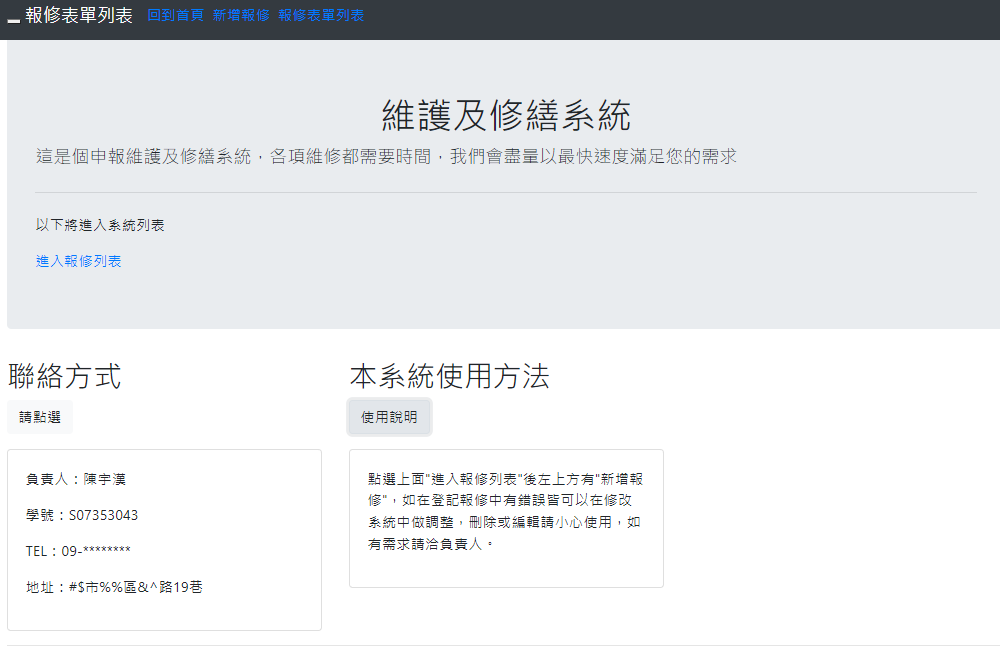 報修表單列表 回到首頁 新增報修 報修表單列表
維護及修繕系統
這是個申報維護及修繕系統，各項維修都需要時間，我們會盡量以最快速度滿足您的需求
以下將進入系統列表
進入報修列表
聯絡方式
請點選
負責人：陳宇漢
學號：S07353043
TEL：09-********
地址：#$市%%區&^路19巷
本系統使用方法
使用說明
點選上面"進入報修列表"後左上方有"新增報
修"，如在登記報修中有錯誤皆可以在修改
系統中做調整，刪除或編輯請小心使用，如
有需求請洽負責人。